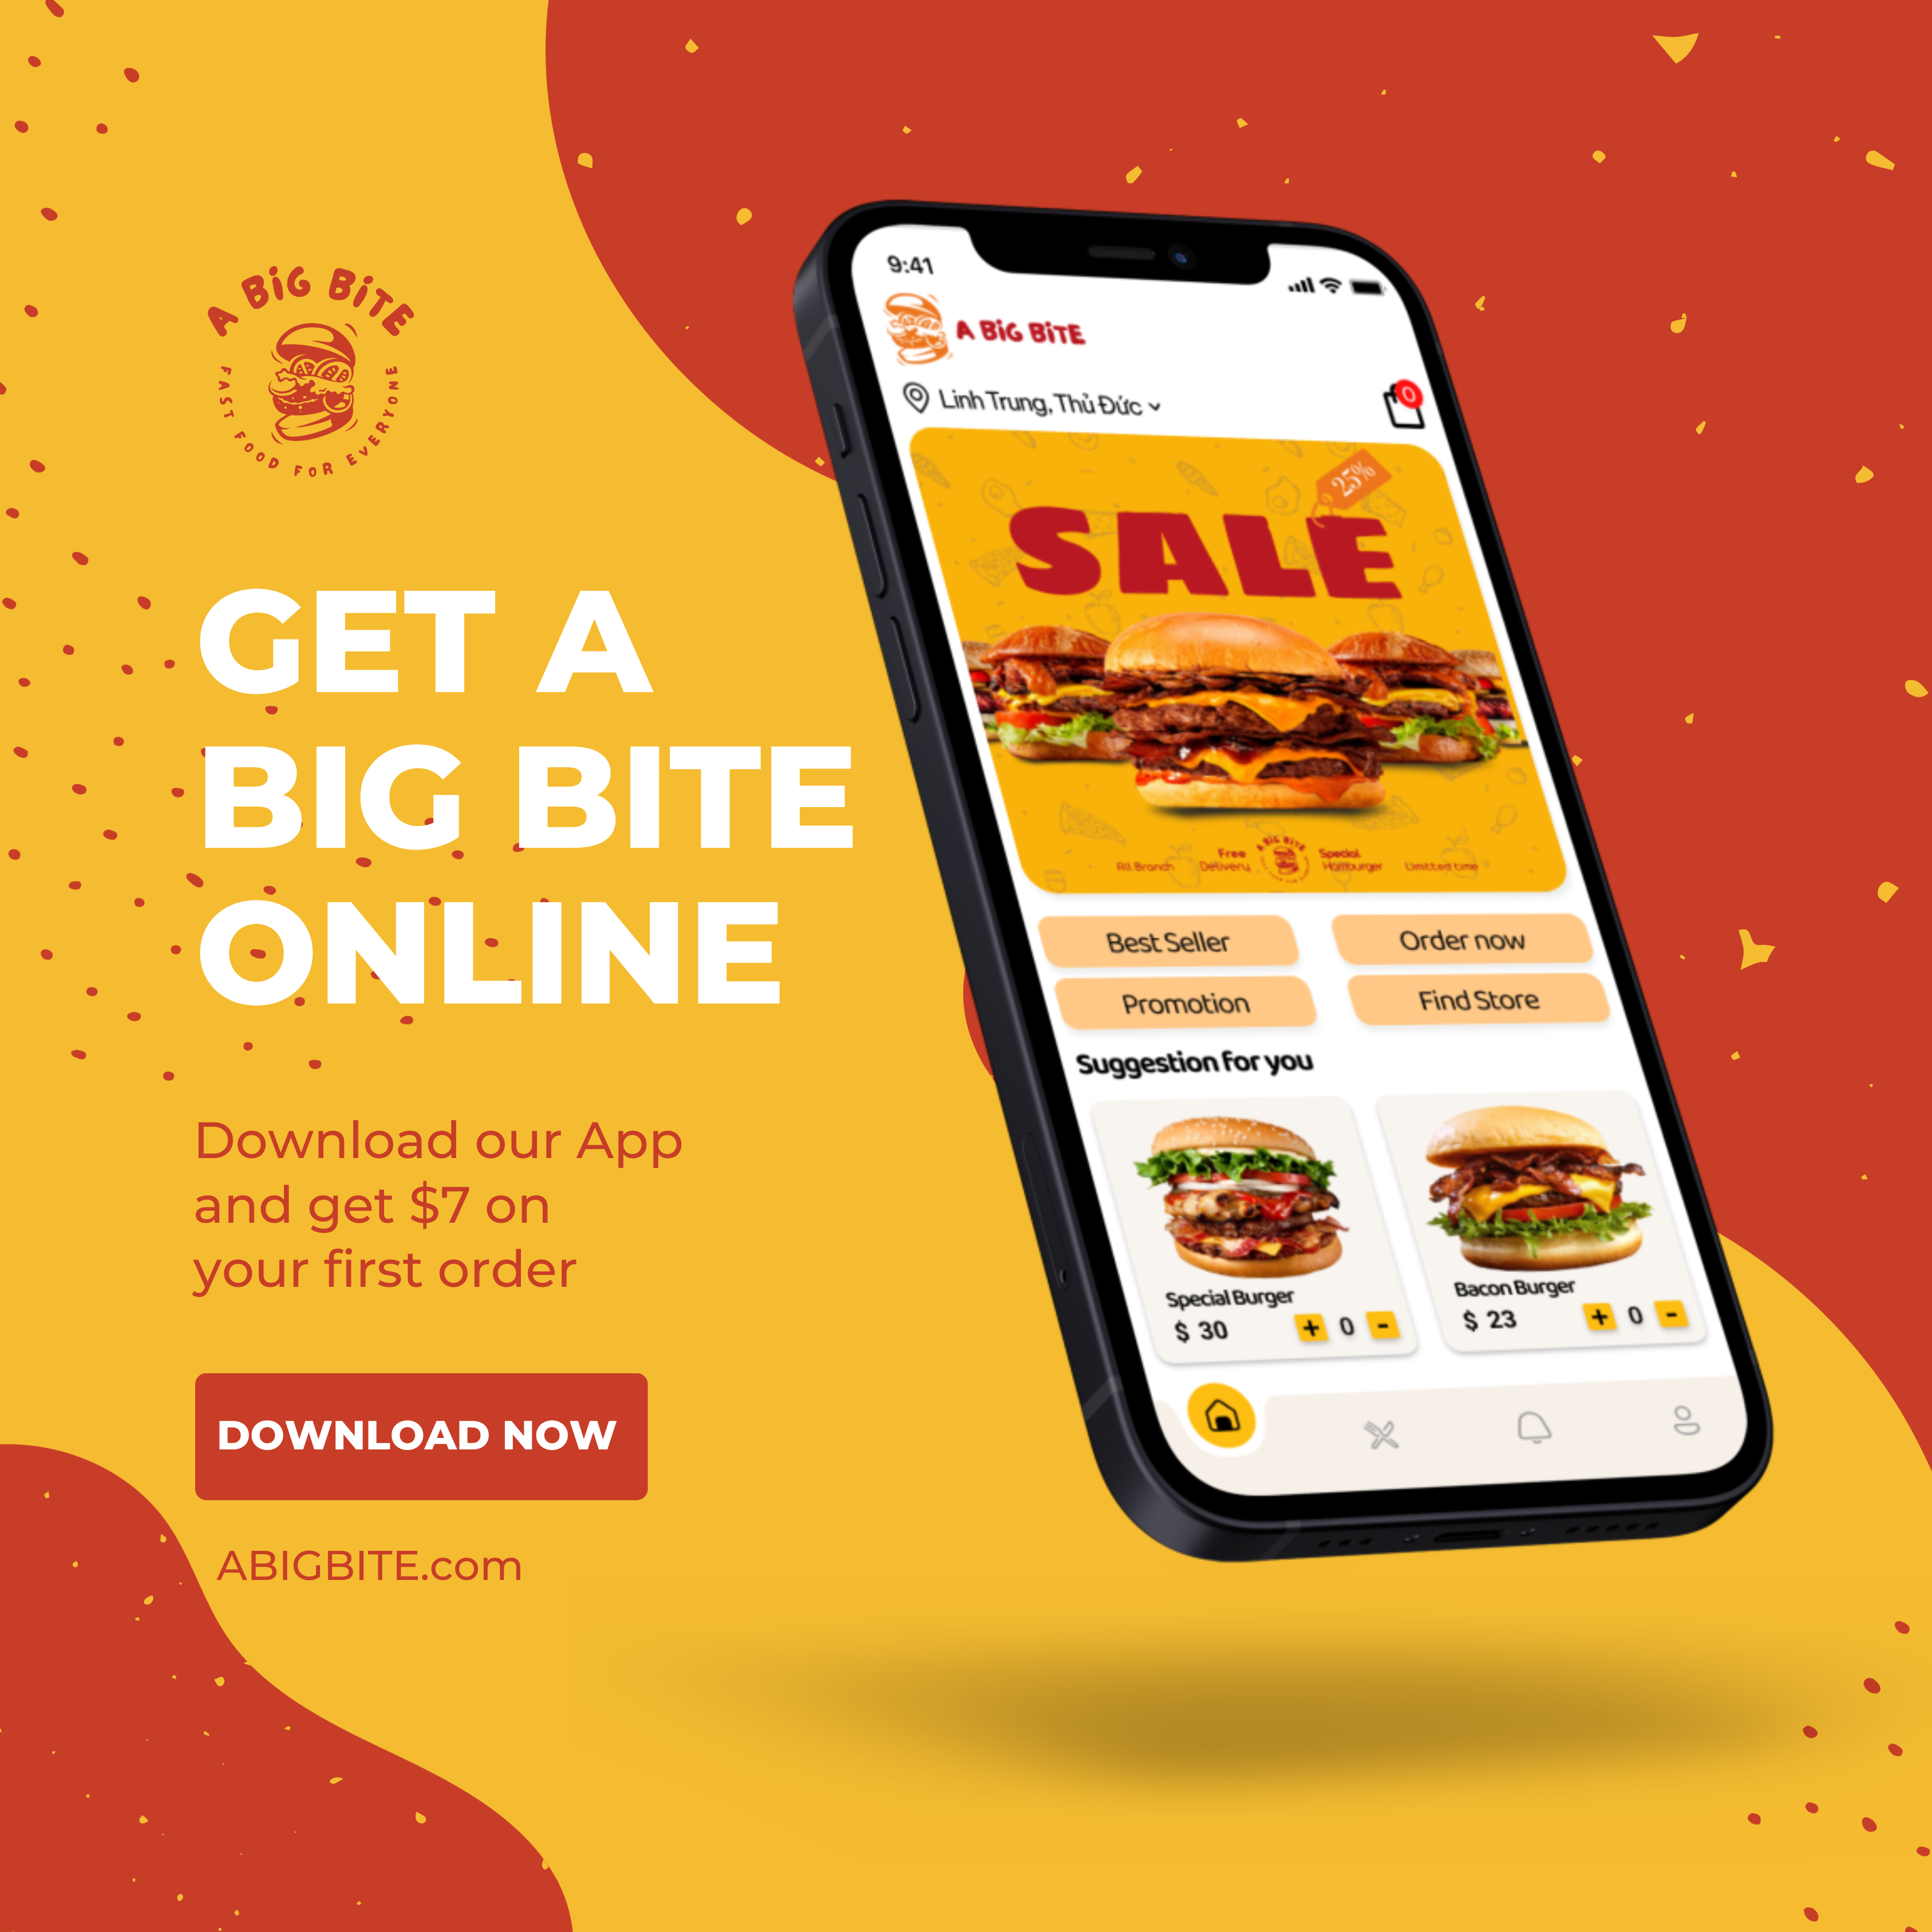 A BiG BiTE
FAST FOOD FOR EVERYONE
GET A
BIG BITE
ONLINE
Download our App
and get $7 on
your first order
DOWNLOAD NOW
ABIGBITE.com
9:41
A BiG BiTE
Linh Trung, Thủ Đức
0
25%
SALE
All Branch
Free
Delivery
A BiG BiTE
Special
Hamburger
Limitted time
Best Seller
Order now
Promotion
Find Store
Suggestion for you
Special Burger
$ 30
+ 0 -
Bacon Burger
$ 23
+ 0 -